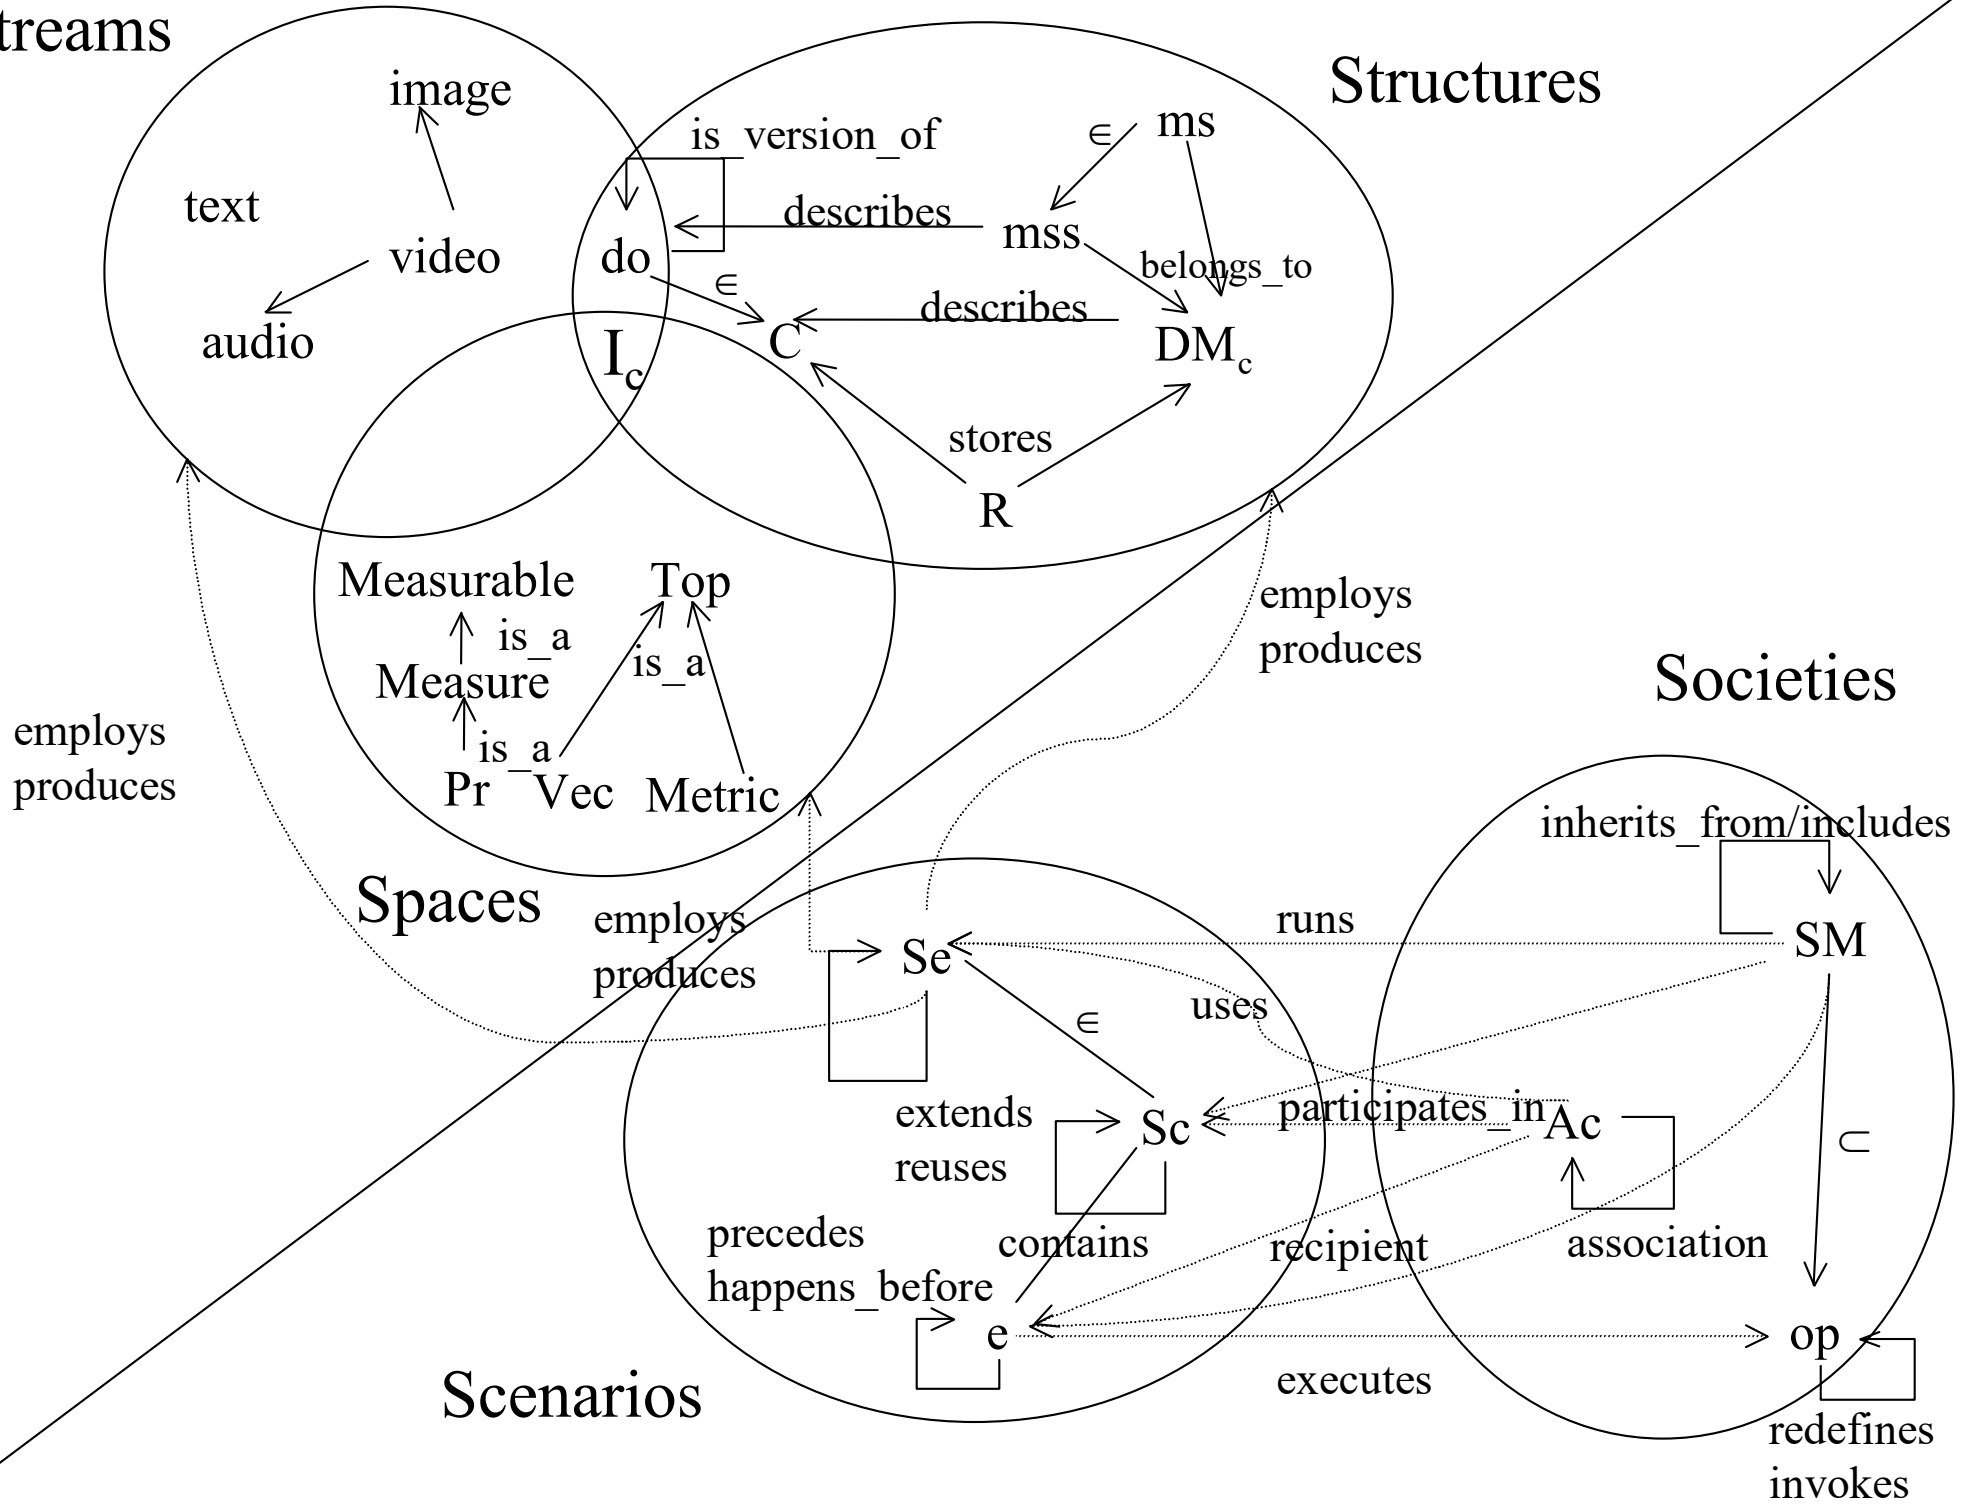 treams
Structures
image
is_version_of
∈
ms
text
describes
mss
video
do
∈
belongs_to
audio
describes
C
DMc
Ic
stores
R
Measurable
Top
is_a
is_a
Measure
is_a
Pr
Vec
Metric
employs
produces
employs
produces
Societies
Spaces
employs
produces
inherits_from/includes
runs
SM
Se
uses
∈
extends
reuses
Sc
participates_in
Ac
⊂
precedes
happens_before
contains
recipient
association
e
op
executes
Scenarios
redefines
invokes